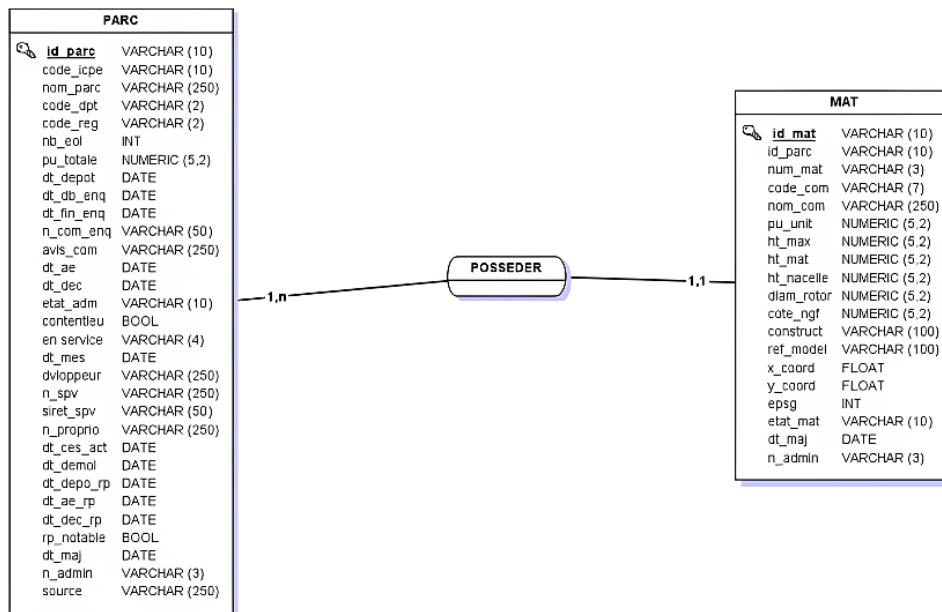 PARC
id_parc VARCHAR (10)
code_icpe VARCHAR (10)
nom_parc VARCHAR (250)
code_dpt VARCHAR (2)
code_reg VARCHAR (2)
nb_eol INT
pu_totale NUMERIC (5,2)
dt_depot DATE
dt_db_enq DATE
dt_fin_enq DATE
n_com_enq VARCHAR (50)
avis_com VARCHAR (250)
dt_ae DATE
dt_dec DATE
etat_adm VARCHAR (10)
contentieu BOOL
en service VARCHAR (4)
dt_mes DATE
dvloppeur VARCHAR (250)
n_spv VARCHAR (250)
siret_spv VARCHAR (50)
n_proprio VARCHAR (250)
dt_ces_act DATE
dt_demol DATE
dt_depo_rp DATE
dt_ae_rp DATE
dt_dec_rp DATE
rp_notable BOOL
dt_maj DATE
n_admin VARCHAR (3)
source VARCHAR (250)
1,n
POSSEDER
1,1
MAT
id_mat VARCHAR (10)
id_parc VARCHAR (10)
num_mat VARCHAR (3)
code_com VARCHAR (7)
nom_com VARCHAR (250)
pu_unit NUMERIC (5,2)
ht_max NUMERIC (5,2)
ht_mat NUMERIC (5,2)
ht_nacelle NUMERIC (5,2)
diam_rotor NUMERIC (5,2)
cote_ngf NUMERIC (5,2)
construct VARCHAR (100)
ref_model VARCHAR (100)
x_coord FLOAT
y_coord FLOAT
epsg INT
etat_mat VARCHAR (10)
dt_maj DATE
n_admin VARCHAR (3)